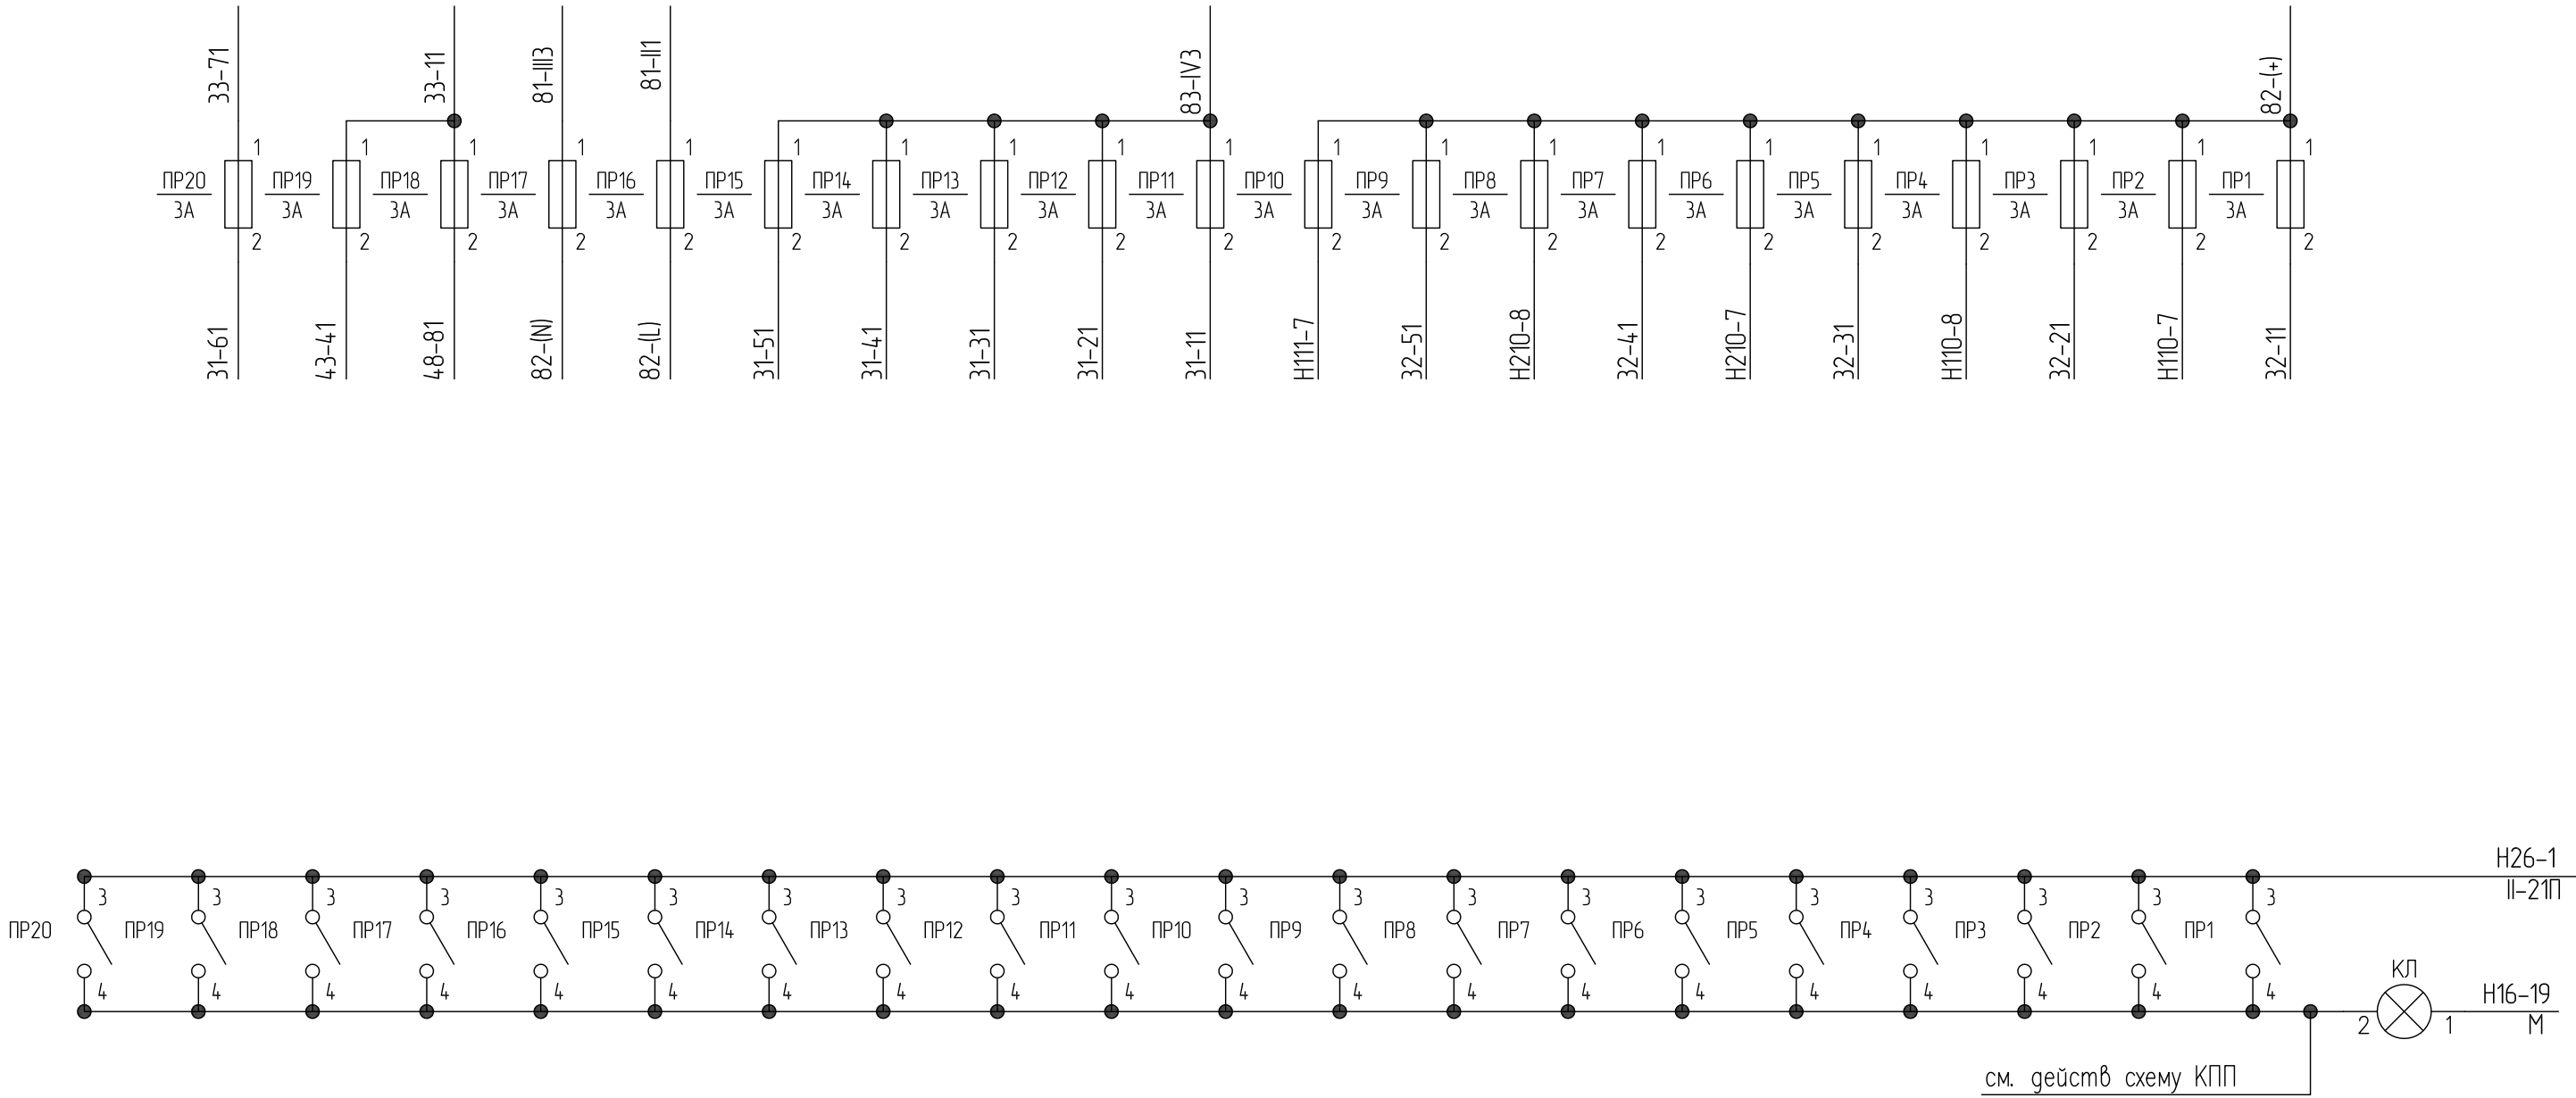 33-71
33-11
81-III3
81-II1
83-IV3
82-(+)
1 1 1 1 1 1 1 1 1 1 1 1 1 1 1 1 1 1 1 1
ПР20 ПР19 ПР18 ПР17 ПР16 ПР15 ПР14 ПР13 ПР12 ПР11 ПР10 ПР9 ПР8 ПР7 ПР6 ПР5 ПР4 ПР3 ПР2 ПР1
3А 3А 3А 3А 3А 3А 3А 3А 3А 3А 3А 3А 3А 3А 3А 3А 3А 3А 3А 3А
2 2 2 2 2 2 2 2 2 2 2 2 2 2 2 2 2 2 2 2
31-61
43-41
48-81
82-(N)
82-(L)
31-51
31-41
31-31
31-21
31-11
Н111-7
32-51
Н210-8
32-41
Н210-7
32-31
Н110-8
32-21
Н110-7
32-11
Н26-1
II-21П
3 3 3 3 3 3 3 3 3 3 3 3 3 3 3 3 3 3 3 3
ПР20 ПР19 ПР18 ПР17 ПР16 ПР15 ПР14 ПР13 ПР12 ПР11 ПР10 ПР9 ПР8 ПР7 ПР6 ПР5 ПР4 ПР3 ПР2 ПР1
4 4 4 4 4 4 4 4 4 4 4 4 4 4 4 4 4 4 4 4
КЛ
Н16-19
2 1 М
см. действ схему КПП